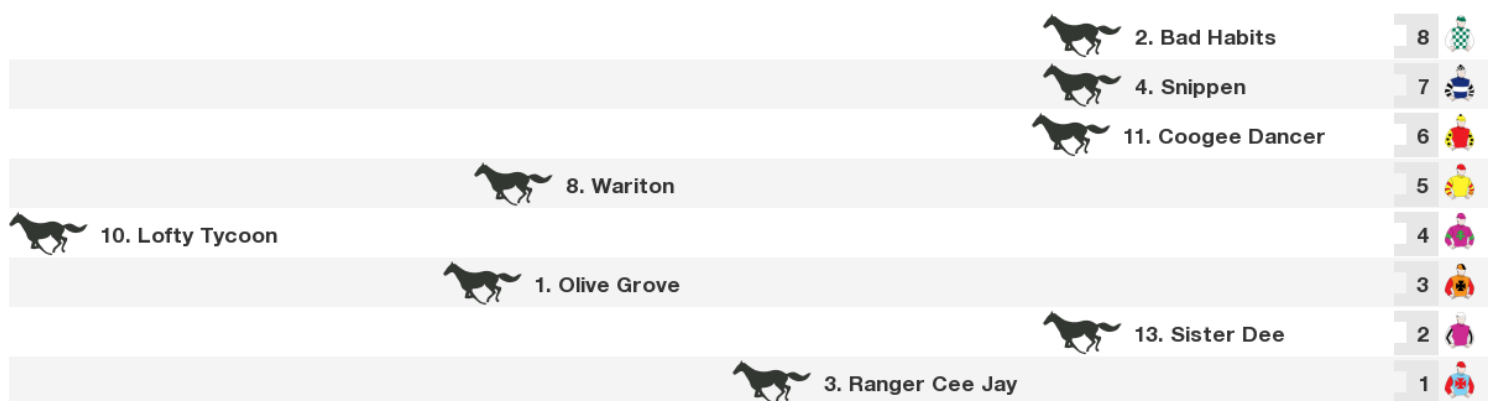 2. Bad Habits 8
4. Snippen 7
11. Coogee Dancer 6
8. Wariton 5
10. Lofty Tycoon 4
1. Olive Grove 3
13. Sister Dee 2
3. Ranger Cee Jay 1